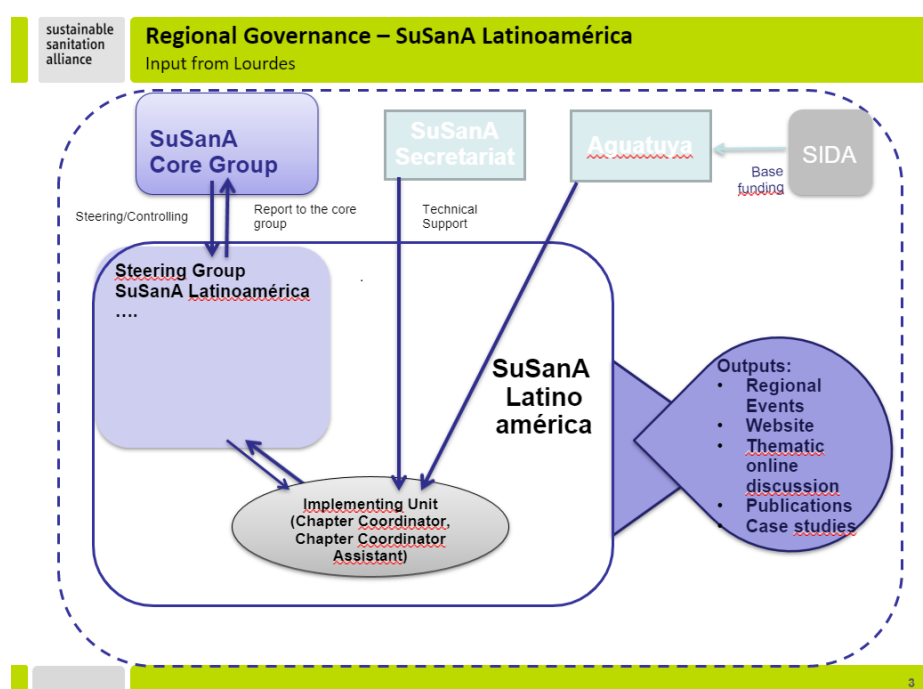 sustainable
sanitation
alliance
Regional Governance – SuSanA Latinoamérica
Input from Lourdes
SuSanA
Core Group
SuSanA
Secretariat
Aguatuya
SIDA
Base
funding
Steering/Controlling
Report to the core
group
Technical
Support
Steering Group
SuSanA Latinoamérica
….
.
SuSanA
Latino
américa
Implementing Unit
(Chapter Coordinator,
Chapter Coordinator
Assistant)
Outputs:
• Regional
Events
• Website
• Thematic
online
discussion
• Publications
• Case studies
3